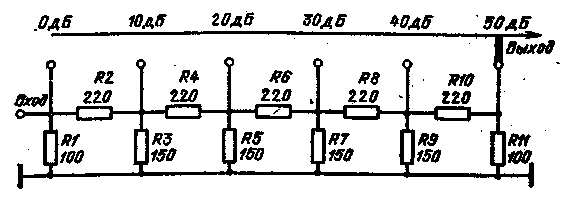 0дБ 10дБ 20дБ 30дБ 40дБ 50дБ
Выход
R2 R4 R6 R8 R10
Вход 220 220 220 220 220
R1 R3 R5 R7 R9 R11
100 150 150 150 150 100